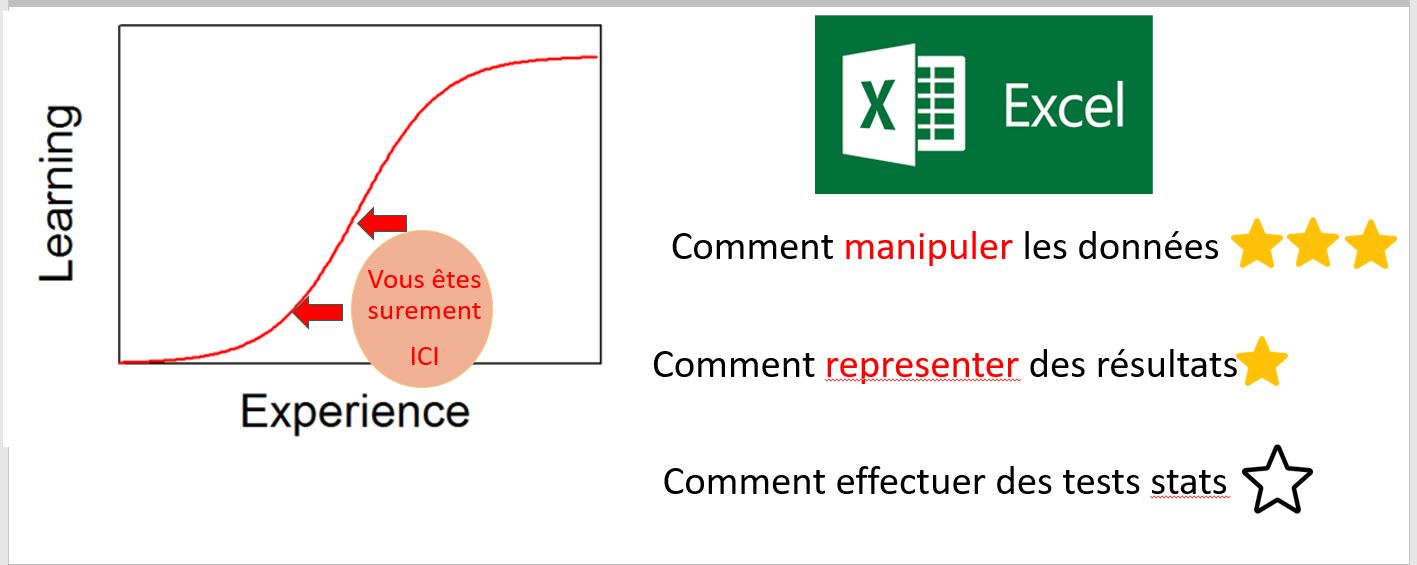 Learning
Vous êtes
surement
ICI
Experience
X Excel
Comment manipuler les données
Comment representer des résultats
Comment effectuer des tests stats